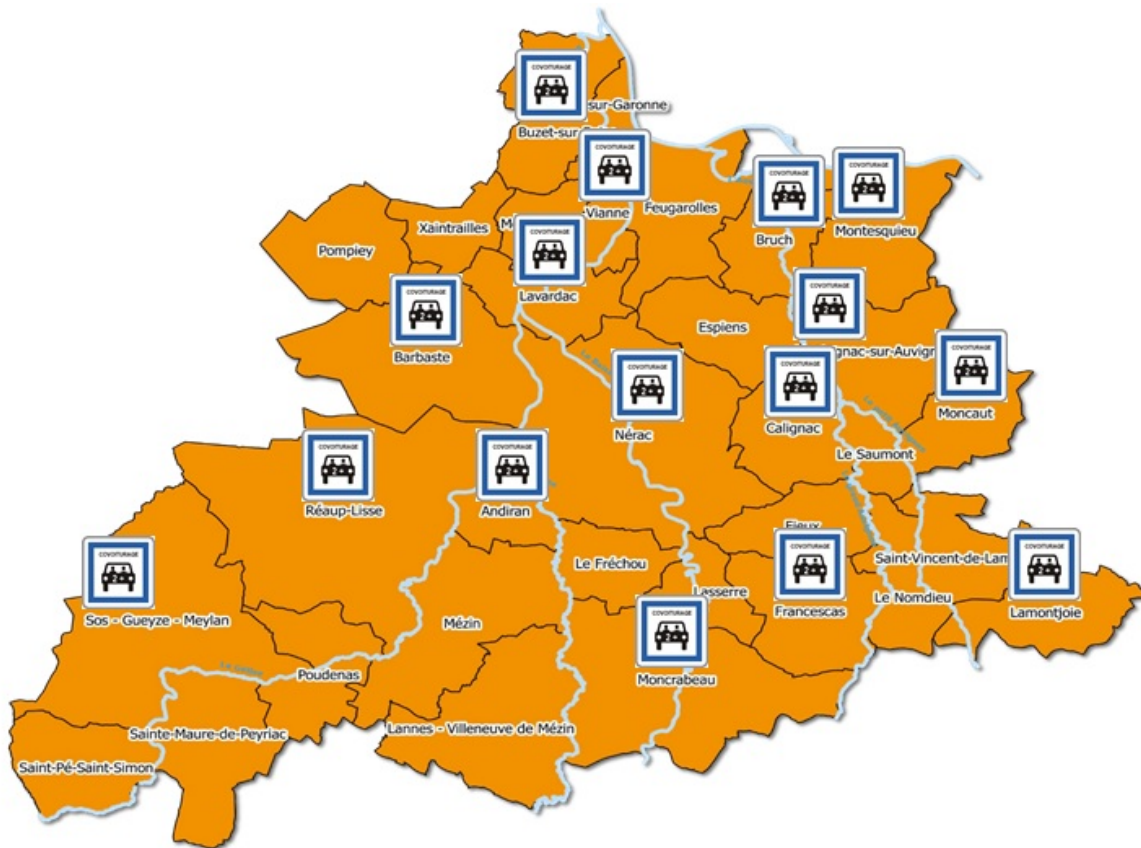 COVOITURAGE
sur-Garonne
Buzet-sur
COVOITURAGE
Vianne
Feugarolles
COVOITURAGE
Bruch
COVOITURAGE
Montesquieu
Xaintrailles
Pompiey
COVOITURAGE
Lavardac
COVOITURAGE
Barbaste
Espiens
COVOITURAGE
gnac-sur-Auvign
COVOITURAGE
Moncaut
COVOITURAGE
Nérac
COVOITURAGE
Calignac
Le Saumont
COVOITURAGE
Réaup-Lisse
COVOITURAGE
Andiran
Le Fréchou
Fieux
Saint-Vincent-de-Lam
COVOITURAGE
Sos - Gueyze - Meylan
Lasserre
COVOITURAGE
Francescas
Le Nomdieu
COVOITURAGE
Lamontjoie
Mézin
COVOITURAGE
Moncrabeau
Poudenas
Sainte-Maure-de-Peyriac
Lannes - Villeneuve de Mézin
Saint-Pé-Saint-Simon